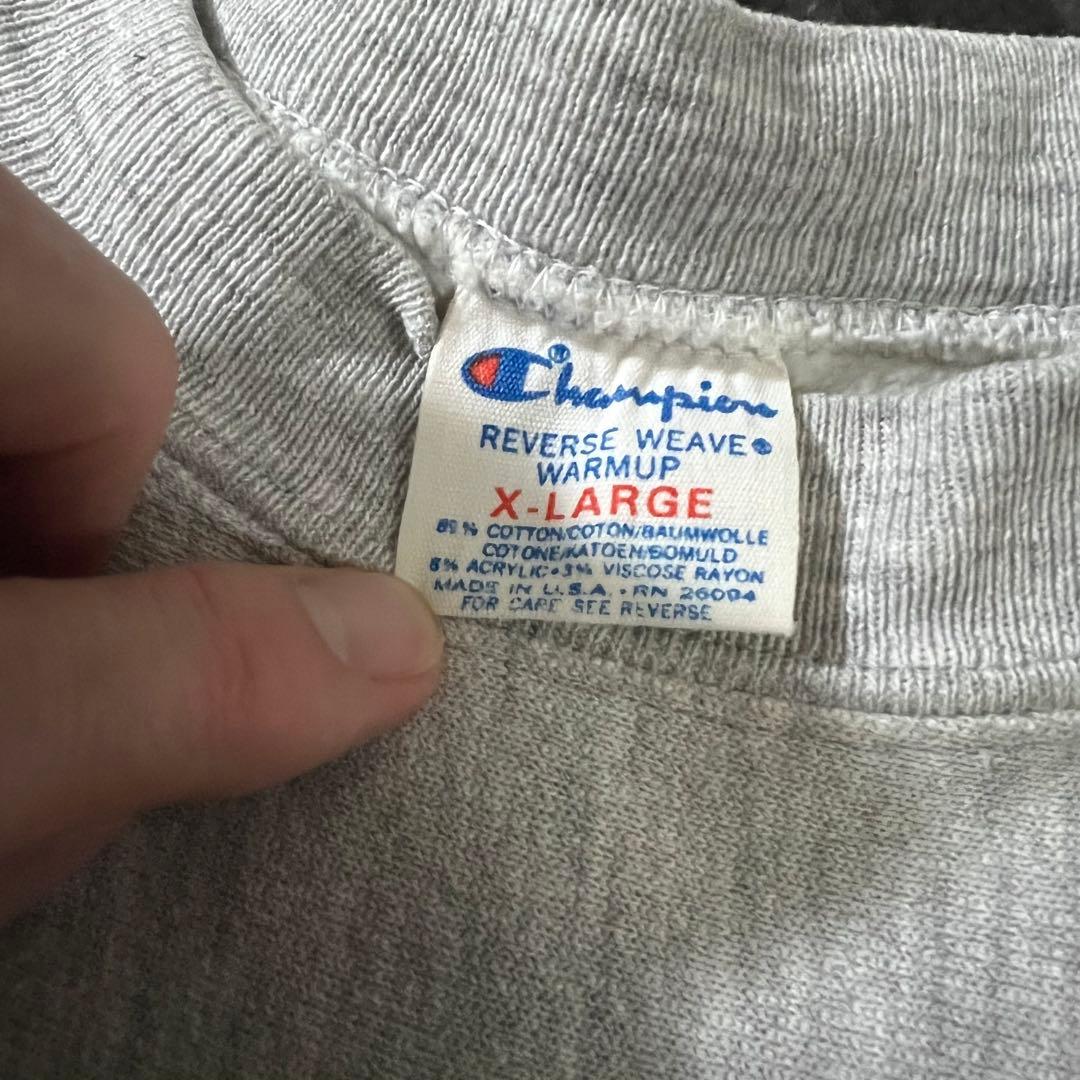 Champion®
REVERSE WEAVE®
WARMUP
X-LARGE
89% COTTON/COTON/BAUMWOLLE
COTONE/KATOEN/BOMULD
8% ACRYLIC • 3% VISCOSE RAYON
MADE IN U.S.A. • RN 26094
FOR CARE SEE REVERSE